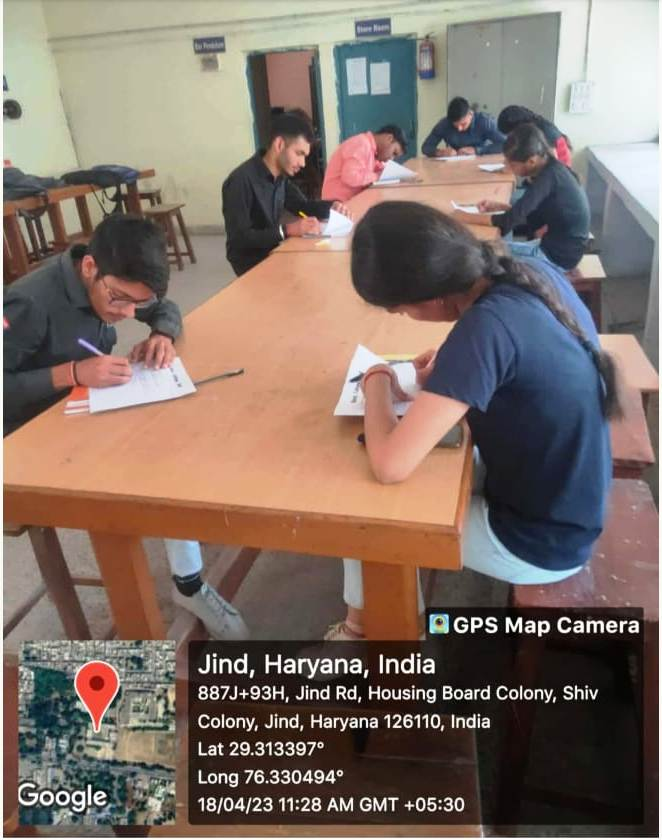 Store Room
GPS Map Camera
Jind, Haryana, India
887J+93H, Jind Rd, Housing Board Colony, Shiv
Colony, Jind, Haryana 126110, India
Lat 29.313397°
Long 76.330494°
18/04/23 11:28 AM GMT +05:30
Google